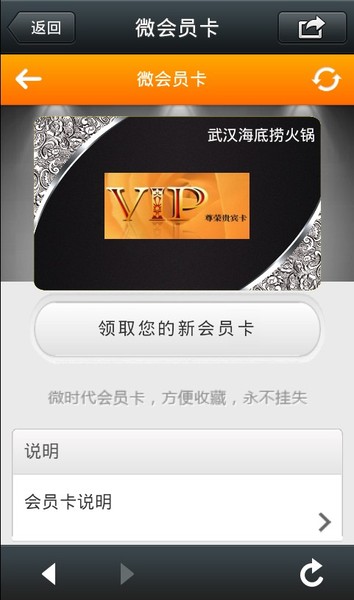 返回
微会员卡
微会员卡
武汉海底捞火锅
VIP
尊荣贵宾卡
领取您的新会员卡
微时代会员卡，方便收藏，永不挂失
说明
会员卡说明